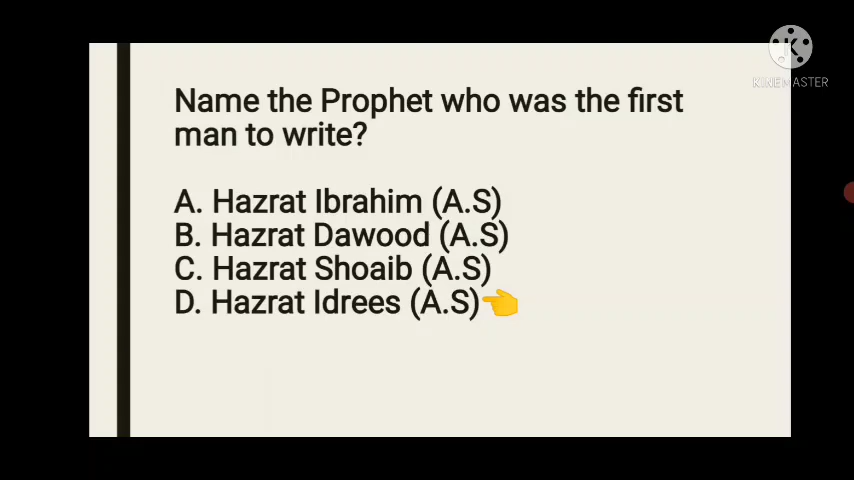 KINEMASTER
Name the Prophet who was the first
man to write?
A. Hazrat Ibrahim (A.S)
B. Hazrat Dawood (A.S)
C. Hazrat Shoaib (A.S)
D. Hazrat Idrees (A.S)👈